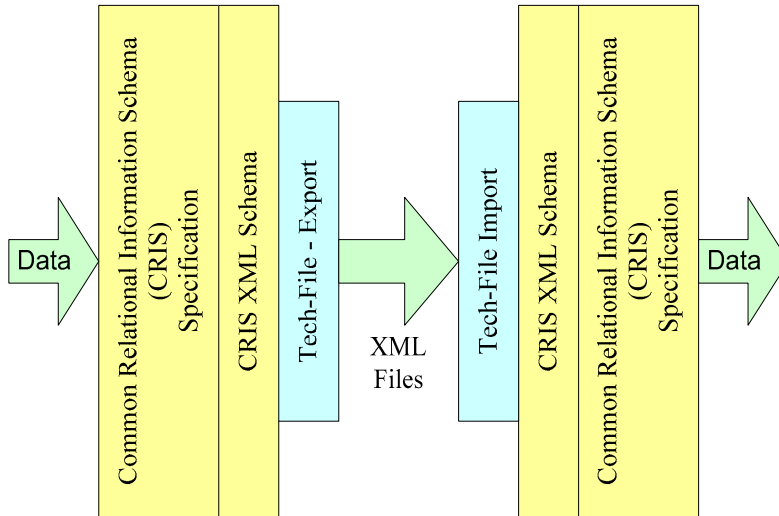 Data
Common Relational Information Schema
(CRIS)
Specification
CRIS XML Schema
Tech-File - Export
XML
Files
Tech-File Import
CRIS XML Schema
Common Relational Information Schema
(CRIS)
Specification
Data